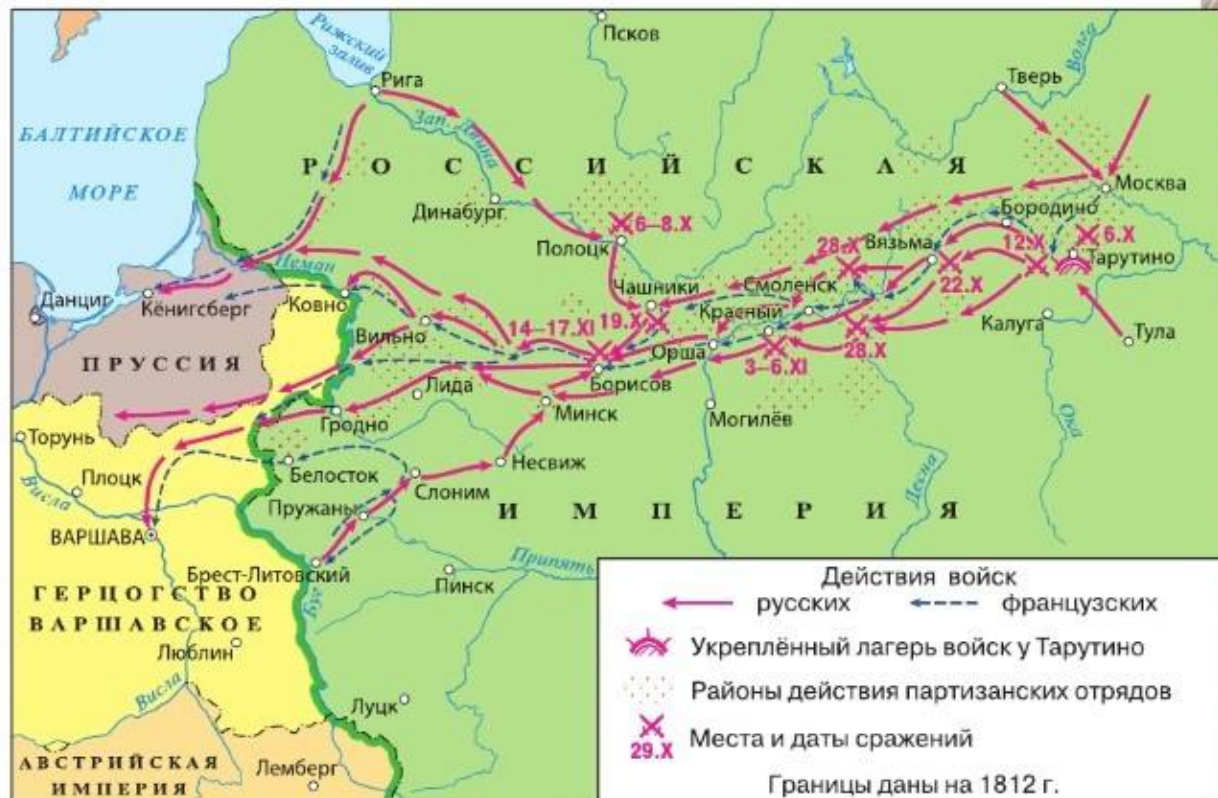 Рижский
залив
Псков
Волга
Тверь
Рига
Зап. Двина
БАЛТИЙСКОЕ
МОРЕ
РОССИЙСКАЯ
Москва
Динабург
Бородино
6–8.X
Полоцк
28.X
Вязьма
12.X
6.X
Тарутино
Неман
Данциг
Кёнигсберг
Ковно
Чашники
Смоленск
22.X
Вильно
14–17.XI
19.X
Красный
Калуга
Тула
ПРУССИЯ
Орша
28.X
3–6.XI
Лида
Борисов
Минск
Могилёв
Ока
Гродно
Торунь
Плоцк
Белосток
Несвиж
Десна
Висла
Слоним
Пружаны
ИМПЕРИЯ
ВАРШАВА
Припять
Брест-Литовский
Пинск
ГЕРЦОГСТВО
ВАРШАВСКОЕ
Буг
Люблин
Висла
Луцк
АВСТРИЙСКАЯ
ИМПЕРИЯ
Лемберг
Действия войск
русских французских
Укреплённый лагерь войск у Тарутино
Районы действия партизанских отрядов
Места и даты сражений
29.X
Границы даны на 1812 г.